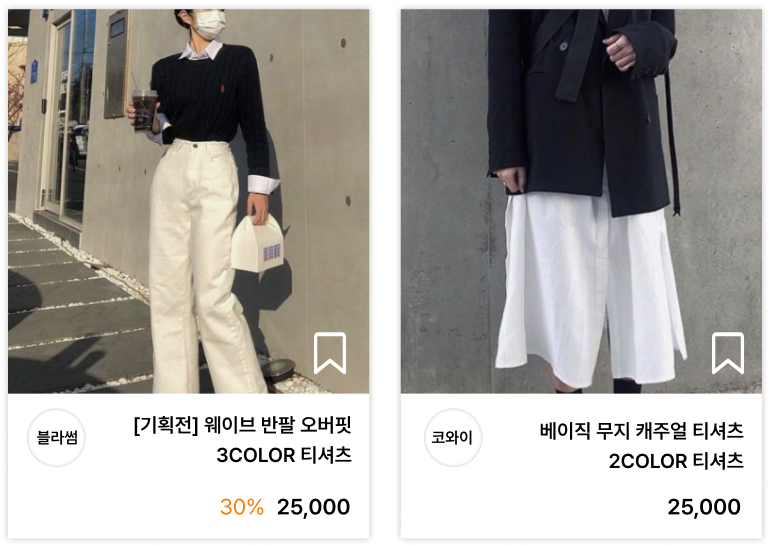 블라썸
[기획전] 웨이브 반팔 오버핏
3COLOR 티셔츠
30% 25,000
코와이
베이직 무지 캐주얼 티셔츠
2COLOR 티셔츠
25,000